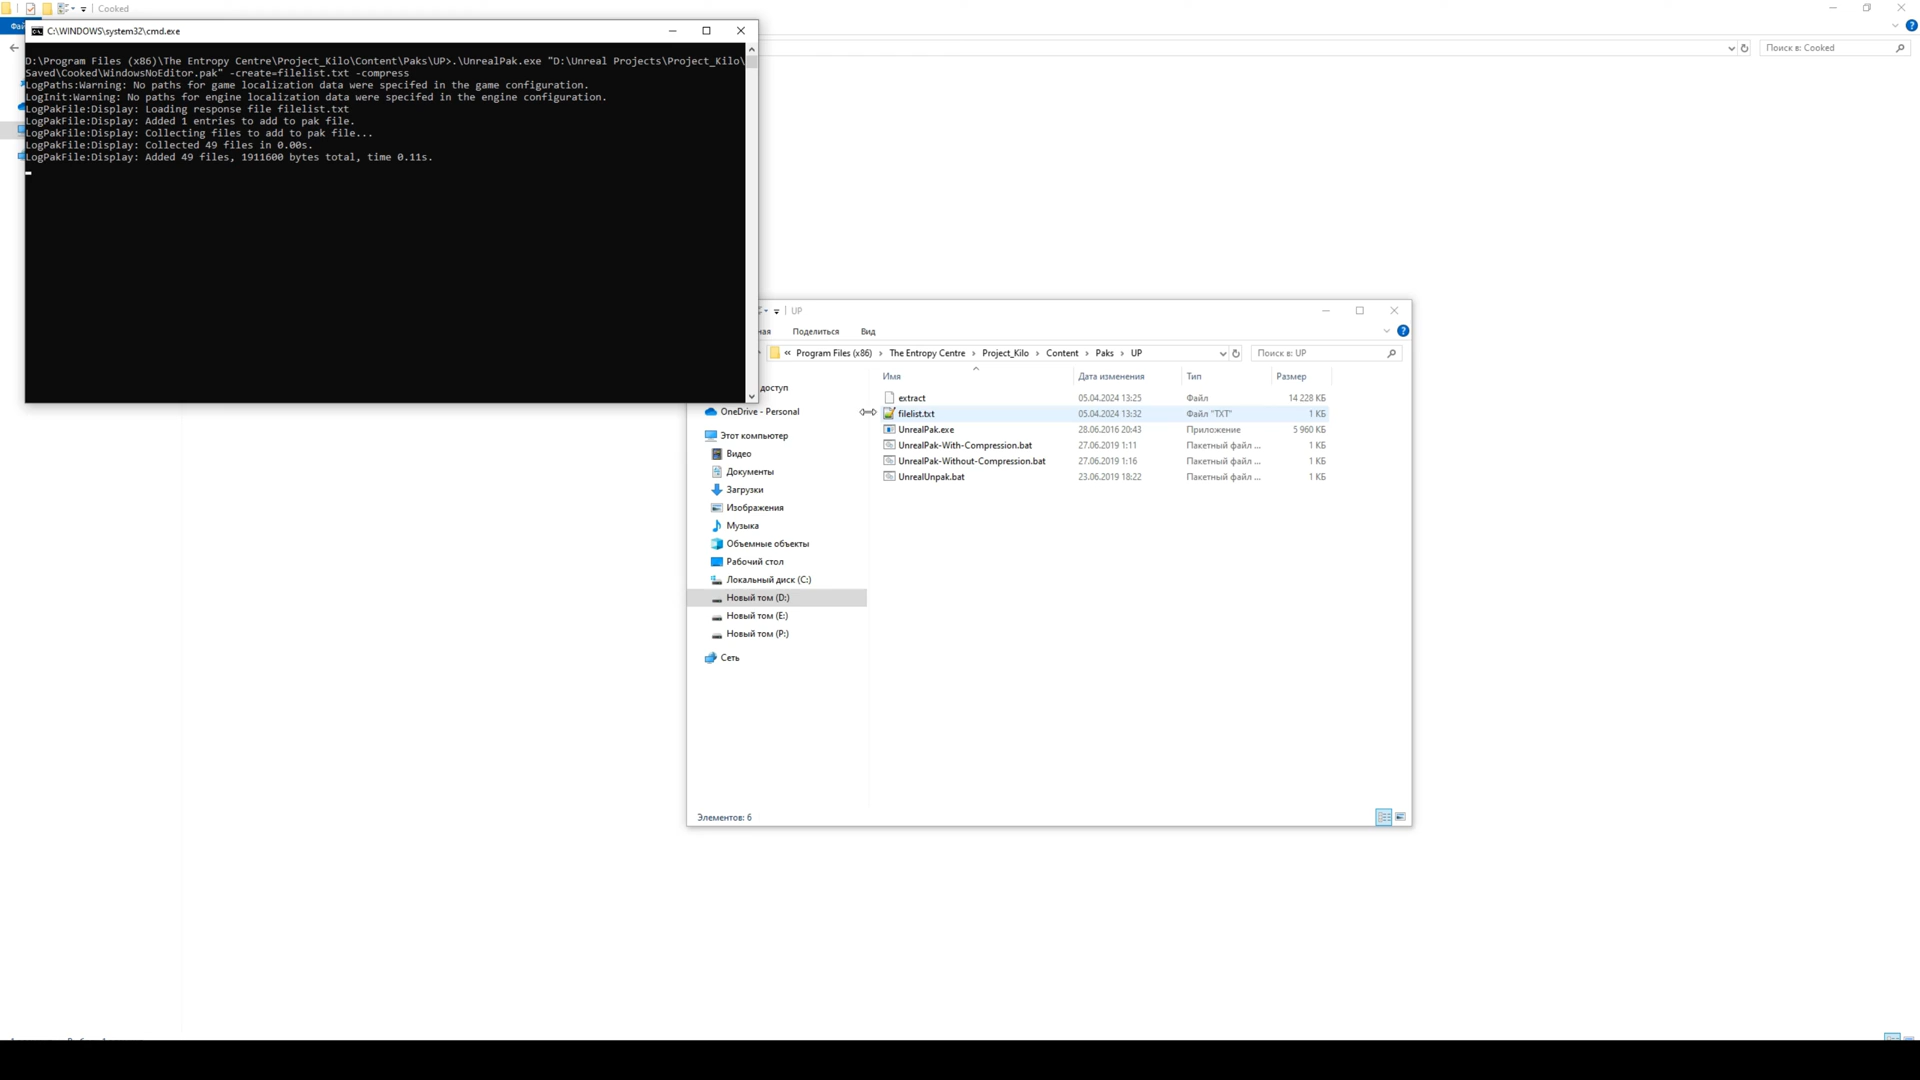 Cooked
C:\WINDOWS\system32\cmd.exe
Поиск в: Cooked
D:\Program Files (x86)\The Entropy Centre\Project_Kilo\Content\Paks\UP>.\UnrealPak.exe "D:\Unreal Projects\Project_Kilo\
Saved\Cooked\WindowsNoEditor.pak" -create=filelist.txt -compress
LogPaths:Warning: No paths for game localization data were specifed in the game configuration.
LogInit:Warning: No paths for engine localization data were specifed in the engine configuration.
LogPakFile:Display: Loading response file filelist.txt
LogPakFile:Display: Added 1 entries to add to pak file.
LogPakFile:Display: Collecting files to add to pak file...
LogPakFile:Display: Collected 49 files in 0.00s.
LogPakFile:Display: Added 49 files, 1911600 bytes total, time 0.11s.
UP
ная Поделиться Вид
« Program Files (x86) › The Entropy Centre › Project_Kilo › Content › Paks › UP
Поиск в: UP
Имя Дата изменения Тип Размер
доступ
OneDrive - Personal
Этот компьютер
Видео
Документы
Загрузки
Изображения
Музыка
Объемные объекты
Рабочий стол
Локальный диск (C:)
Новый том (D:)
Новый том (E:)
Новый том (P:)
Сеть
extract 05.04.2024 13:25 Файл 14 228 КБ
filelist.txt 05.04.2024 13:32 Файл "TXT" 1 КБ
UnrealPak.exe 28.06.2016 20:43 Приложение 5 960 КБ
UnrealPak-With-Compression.bat 27.06.2019 1:11 Пакетный файл ... 1 КБ
UnrealPak-Without-Compression.bat 27.06.2019 1:16 Пакетный файл ... 1 КБ
UnrealUnpak.bat 23.06.2019 18:22 Пакетный файл ... 1 КБ
Элементов: 6